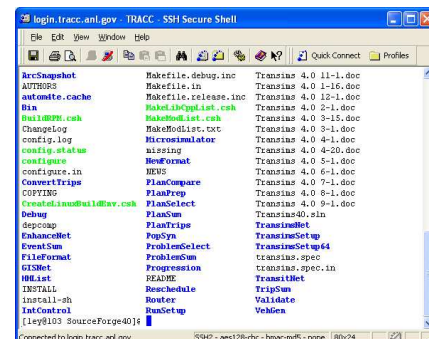 login.tracc.anl.gov - TRACC - SSH Secure Shell
File Edit View Window Help
Quick Connect Profiles
ArcSnapshot Makefile.debug.inc Transims 4.0 11-1.doc
AUTHORS Makefile.in Transims 4.0 1-16.doc
automate.cache Makefile.release.inc Transims 4.0 12-1.doc
Bin MakeLibCppList.csh Transims 4.0 2-1.doc
BuildRPM.csh MakeModList.csh Transims 4.0 3-15.doc
ChangeLog MakeModList.txt Transims 4.0 3-1.doc
config.log Microsimulator Transims 4.0 4-1.doc
config.status missing Transims 4.0 4-20.doc
configure NewFormat Transims 4.0 5-1.doc
configure.in NEWS Transims 4.0 6-1.doc
ConvertTrips PlanCompare Transims 4.0 7-1.doc
COPYING PlanPrep Transims 4.0 8-1.doc
CreateLinuxBuildEnv.csh PlanSelect Transims 4.0 9-1.doc
Debug PlanSum Transims40.sln
depcomp PlanTrips TransimsNet
EnhanceNet PopSyn TransimsSetup
EventSum ProblemSelect TransimsSetup64
FileFormat ProblemSum transims.spec
GISNet Progression transims.spec.in
HHList README TransitNet
INSTALL Reschedule TripSum
install-sh Router Validate
IntControl RunSetup VehGen
[ley@l03 SourceForge40]$
Connected to login.tracc.anl.gov SSH2 - aes128-cbc - hmac-md5 - none 80x24